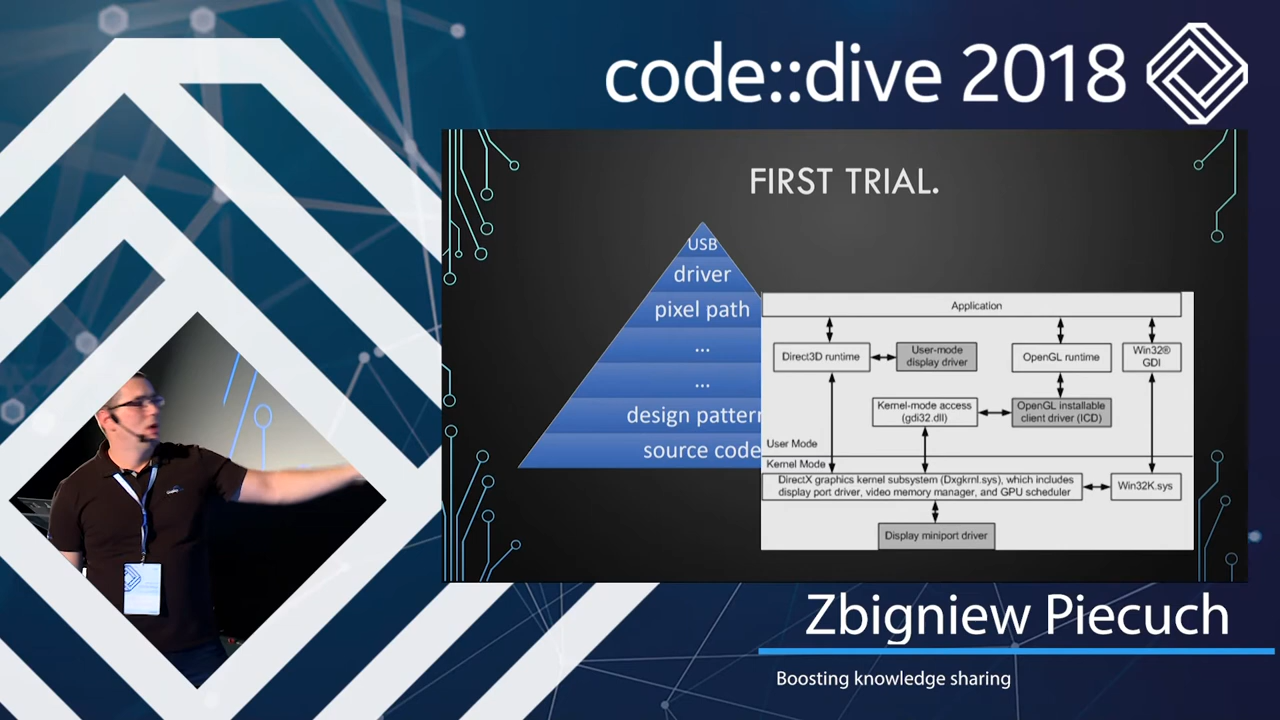 code::dive 2018
FIRST TRIAL.
USB
driver
pixel path
...
...
design pattern
source code
Application
Direct3D runtime
User-mode
display driver
OpenGL runtime
Win32®
GDI
Kernel-mode access
(gdi32.dll)
OpenGL installable
client driver (ICD)
User Mode
Kernel Mode
DirectX graphics kernel subsystem (Dxgkrnl.sys), which includes
display port driver, video memory manager, and GPU scheduler
Win32K.sys
Display miniport driver
Zbigniew Piecuch
Boosting knowledge sharing